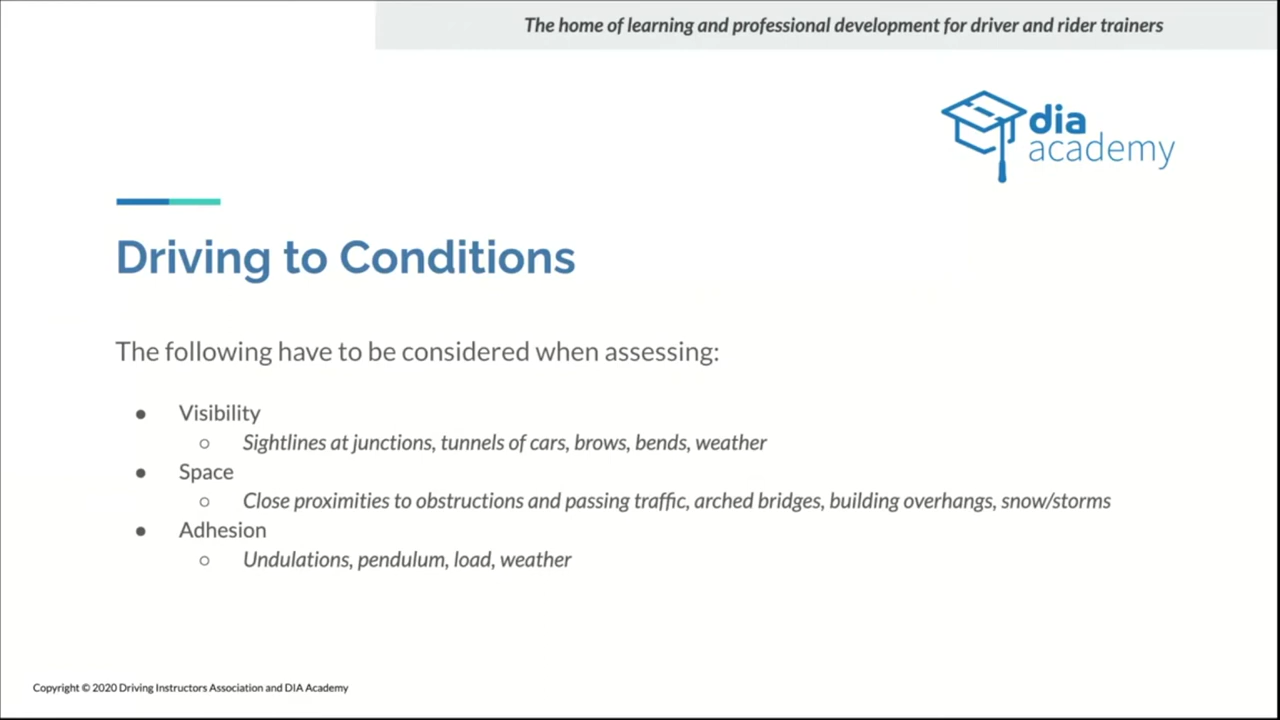 The home of learning and professional development for driver and rider trainers
dia
academy
Driving to Conditions
The following have to be considered when assessing:
● Visibility
○ Sightlines at junctions, tunnels of cars, brows, bends, weather
● Space
○ Close proximities to obstructions and passing traffic, arched bridges, building overhangs, snow/storms
● Adhesion
○ Undulations, pendulum, load, weather
Copyright © 2020 Driving Instructors Association and DIA Academy